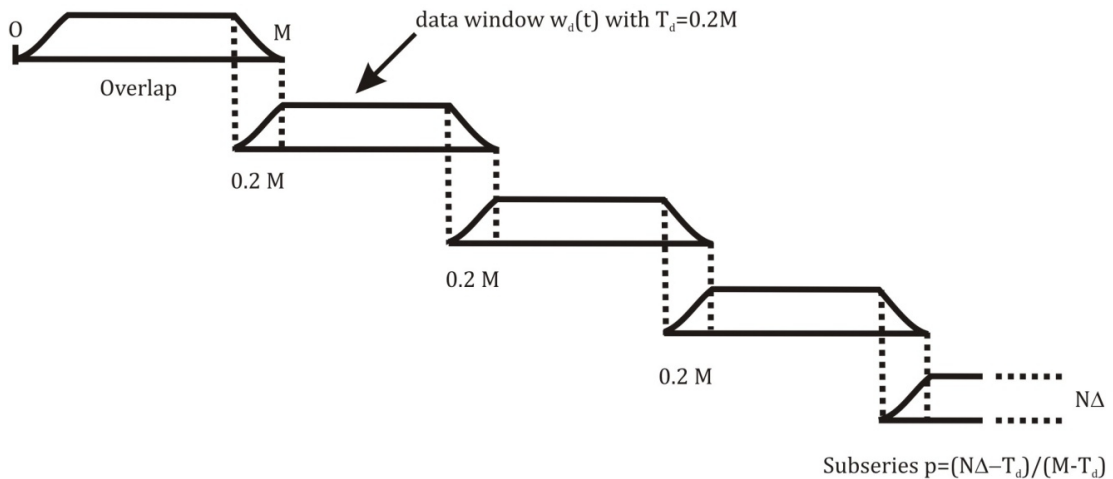 data window w_d(t) with T_d=0.2M
O
M
Overlap
0.2 M
0.2 M
0.2 M
NΔ
Subseries p=(NΔ–T_d)/(M-T_d)